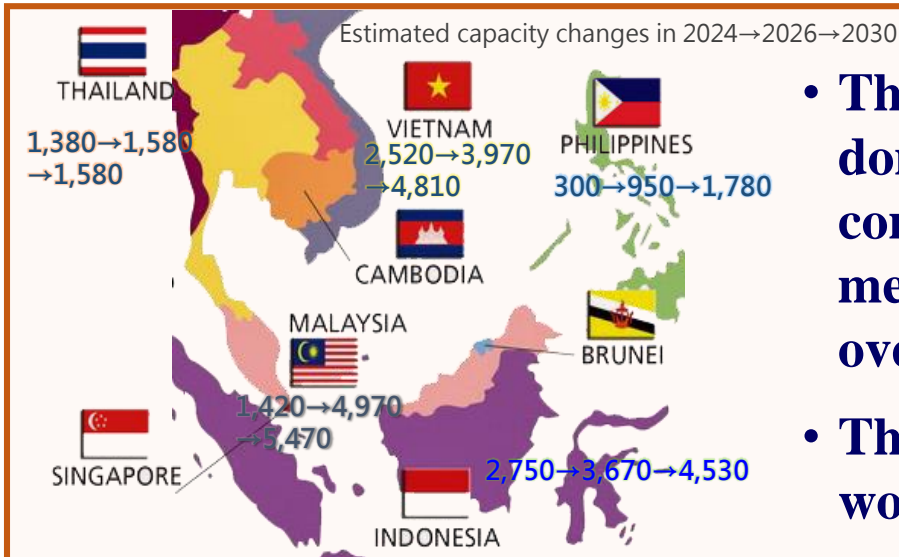 Estimated capacity changes in 2024→2026→2030
THAILAND
1,380→1,580
→1,580
VIETNAM
2,520→3,970
→4,810
PHILIPPINES
300→950→1,780
CAMBODIA
MALAYSIA
1,420→4,970
→5,470
BRUNEI
SINGAPORE
2,750→3,670→4,530
INDONESIA